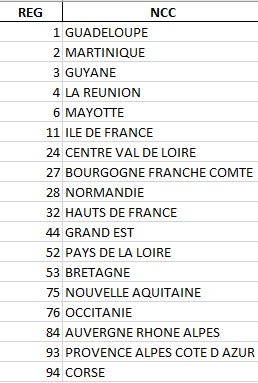 REG NCC
1 GUADELOUPE
2 MARTINIQUE
3 GUYANE
4 LA REUNION
6 MAYOTTE
11 ILE DE FRANCE
24 CENTRE VAL DE LOIRE
27 BOURGOGNE FRANCHE COMTE
28 NORMANDIE
32 HAUTS DE FRANCE
44 GRAND EST
52 PAYS DE LA LOIRE
53 BRETAGNE
75 NOUVELLE AQUITAINE
76 OCCITANIE
84 AUVERGNE RHONE ALPES
93 PROVENCE ALPES COTE D AZUR
94 CORSE